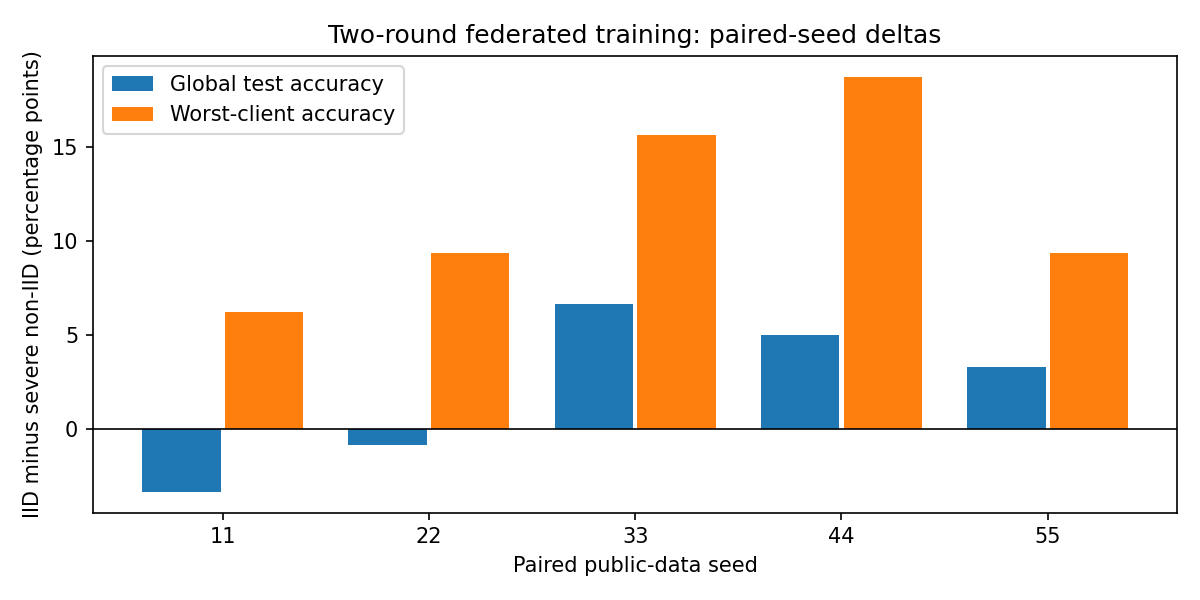 Two-round federated training: paired-seed deltas
IIID minus severe non-IID (percentage points)
Global test accuracy
Worst-client accuracy
15
10
5
0
11 22 33 44 55
Paired public-data seed